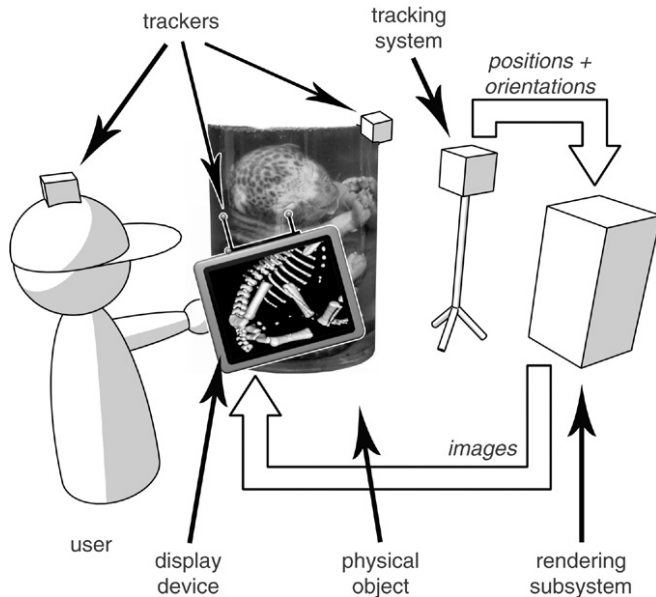 trackers
tracking
system
positions +
orientations
images
user
display
device
physical
object
rendering
subsystem